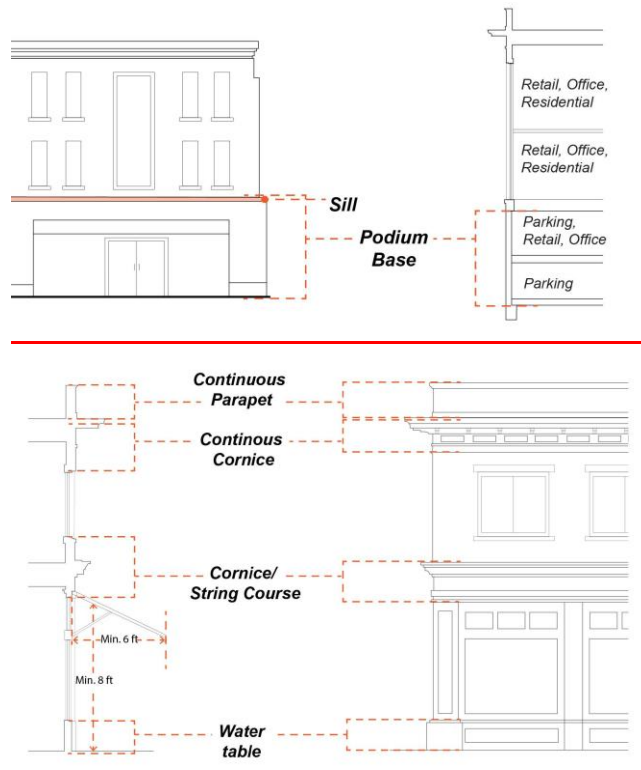 Retail, Office,
Residential
Retail, Office,
Residential
Sill
Podium
Base
Parking,
Retail, Office
Parking
Continuous
Parapet
Continous
Cornice
Cornice/
String Course
Min. 6 ft
Min. 8 ft
Water
table